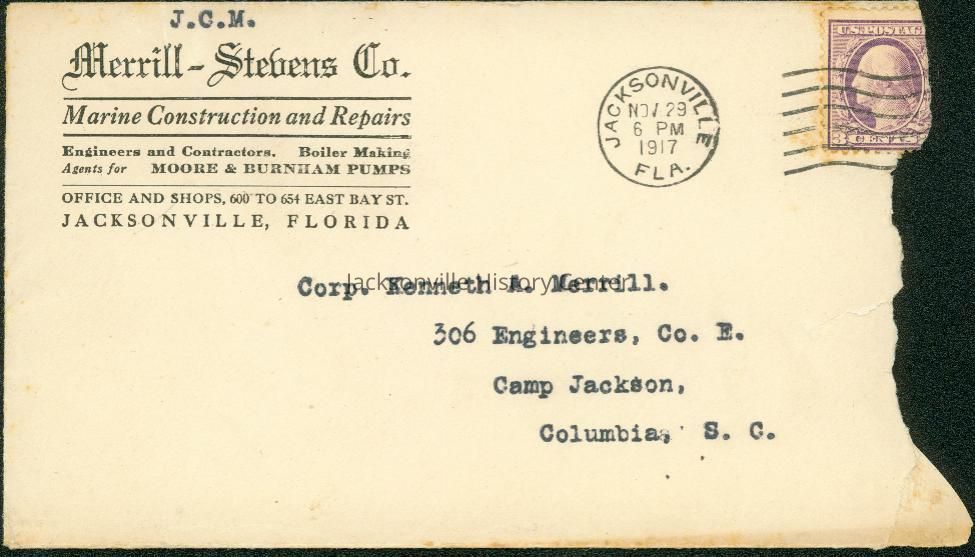 J.C.M.
Merrill-Stevens Co.
Marine Construction and Repairs
Engineers and Contractors. Boiler Making
Agents for MOORE & BURNHAM PUMPS
OFFICE AND SHOPS, 600 TO 654 EAST BAY ST.
JACKSONVILLE, FLORIDA
JACKSONVILLE
NOV 29
6 PM
1917
FLA.
U.S. POSTAG
3 CENTS
Jacksonville History Center
Corp. Kenneth A. Merrill.
306 Engineers, Co. E.
Camp Jackson,
Columbia, S. C.